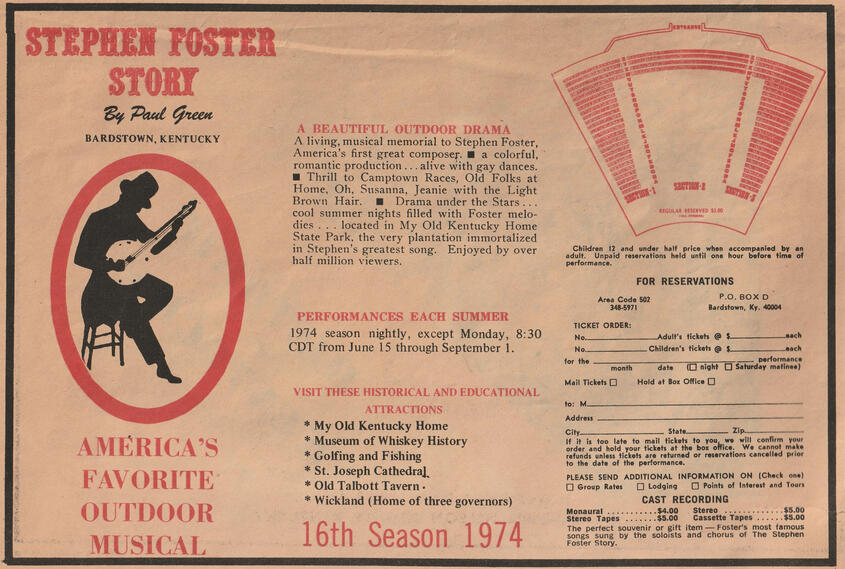 STEPHEN FOSTER
STORY
By Paul Green
BARDSTOWN, KENTUCKY
AMERICA'S
FAVORITE
OUTDOOR
MUSICAL
A BEAUTIFUL OUTDOOR DRAMA
A living, musical memorial to Stephen Foster,
America's first great composer. ■ a colorful,
romantic production . . . alive with gay dances.
■ Thrill to Camptown Races, Old Folks at
Home, Oh, Susanna, Jeanie with the Light
Brown Hair. ■ Drama under the Stars . . .
cool summer nights filled with Foster melo-
dies . . . located in My Old Kentucky Home
State Park, the very plantation immortalized
in Stephen's greatest song. Enjoyed by over
half million viewers.
PERFORMANCES EACH SUMMER
1974 season nightly, except Monday, 8:30
CDT from June 15 through September 1.
VISIT THESE HISTORICAL AND EDUCATIONAL
ATTRACTIONS
* My Old Kentucky Home
* Museum of Whiskey History
* Golfing and Fishing
* St. Joseph Cathedral
* Old Talbott Tavern
* Wickland (Home of three governors)
16th Season 1974
ENTRANCE
SECTION-1 SECTION-2 SECTION-3
REGULAR RESERVED $3.00
Children 12 and under half price when accompanied by an
adult. Unpaid reservations held until one hour before time of
performance.
FOR RESERVATIONS
Area Code 502 P.O. BOX D
348-5971 Bardstown, Ky. 40004
TICKET ORDER:
No. Adult's tickets @ $ each
No. Children's tickets @ $ each
for the performance
month date (☐ night ☐ Saturday matinee)
Mail Tickets ☐ Hold at Box Office ☐
to: M
Address
City State Zip
If it is too late to mail tickets to you, we will confirm your
order and hold your tickets at the box office. We cannot make
refunds unless tickets are returned or reservations cancelled prior
to the date of the performance.
PLEASE SEND ADDITIONAL INFORMATION ON (Check one)
☐ Group Rates ☐ Lodging ☐ Points of Interest and Tours
CAST RECORDING
Monaural ...........$4.00 Stereo ................$5.00
Stereo Tapes .......$5.00 Cassette Tapes .......$5.00
The perfect souvenir or gift item — Foster's most famous
songs sung by the soloists and chorus of The Stephen
Foster Story.